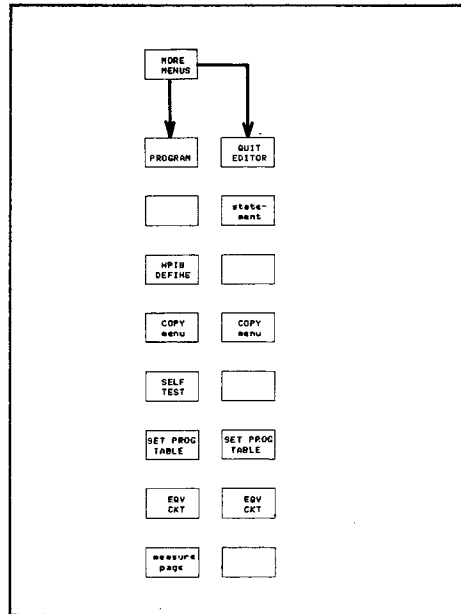 MORE
MENUS
PROGRAM
QUIT
EDITOR
state-
ment
HPIB
DEFINE
COPY
menu
COPY
menu
SELF
TEST
SET PROG
TABLE
SET PROG
TABLE
EQV
CKT
EQV
CKT
measure
page